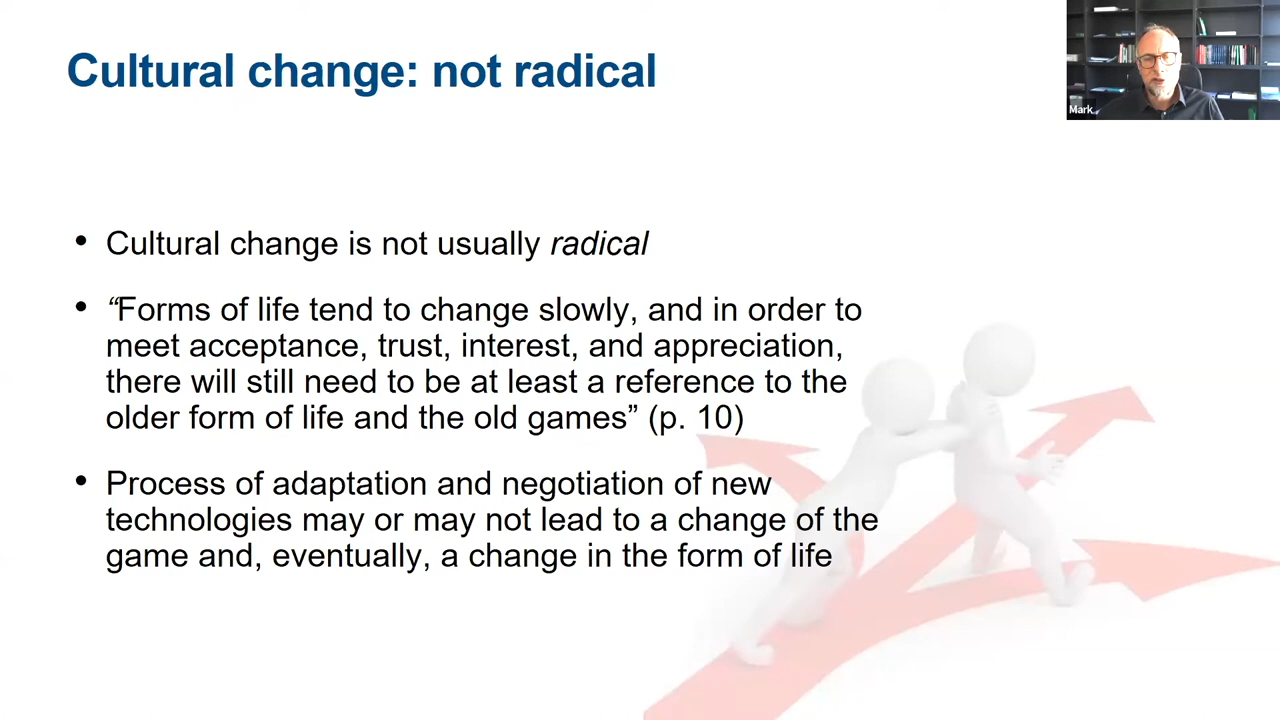 Cultural change: not radical
Mark
• Cultural change is not usually radical
• “Forms of life tend to change slowly, and in order to
meet acceptance, trust, interest, and appreciation,
there will still need to be at least a reference to the
older form of life and the old games” (p. 10)
• Process of adaptation and negotiation of new
technologies may or may not lead to a change of the
game and, eventually, a change in the form of life